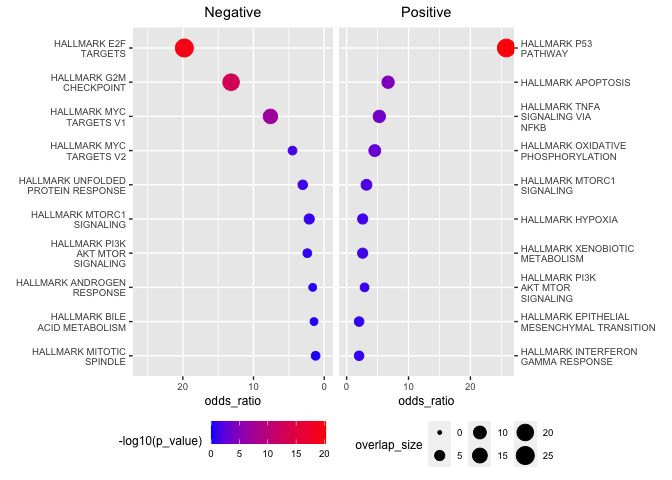 Negative
Positive
HALLMARK E2F
TARGETS
HALLMARK G2M
CHECKPOINT
HALLMARK MYC
TARGETS V1
HALLMARK MYC
TARGETS V2
HALLMARK UNFOLDED
PROTEIN RESPONSE
HALLMARK MTORC1
SIGNALING
HALLMARK PI3K
AKT MTOR
SIGNALING
HALLMARK ANDROGEN
RESPONSE
HALLMARK BILE
ACID METABOLISM
HALLMARK MITOTIC
SPINDLE
HALLMARK P53
PATHWAY
HALLMARK APOPTOSIS
HALLMARK TNFA
SIGNALING VIA
NFKB
HALLMARK OXIDATIVE
PHOSPHORYLATION
HALLMARK MTORC1
SIGNALING
HALLMARK HYPOXIA
HALLMARK XENOBIOTIC
METABOLISM
HALLMARK PI3K
AKT MTOR
SIGNALING
HALLMARK EPITHELIAL
MESENCHYMAL TRANSITION
HALLMARK INTERFERON
GAMMA RESPONSE
20 10 0
0 10 20
odds_ratio
odds_ratio
-log10(p_value)
0 5 10 15 20
overlap_size
0 10 20
5 15 25